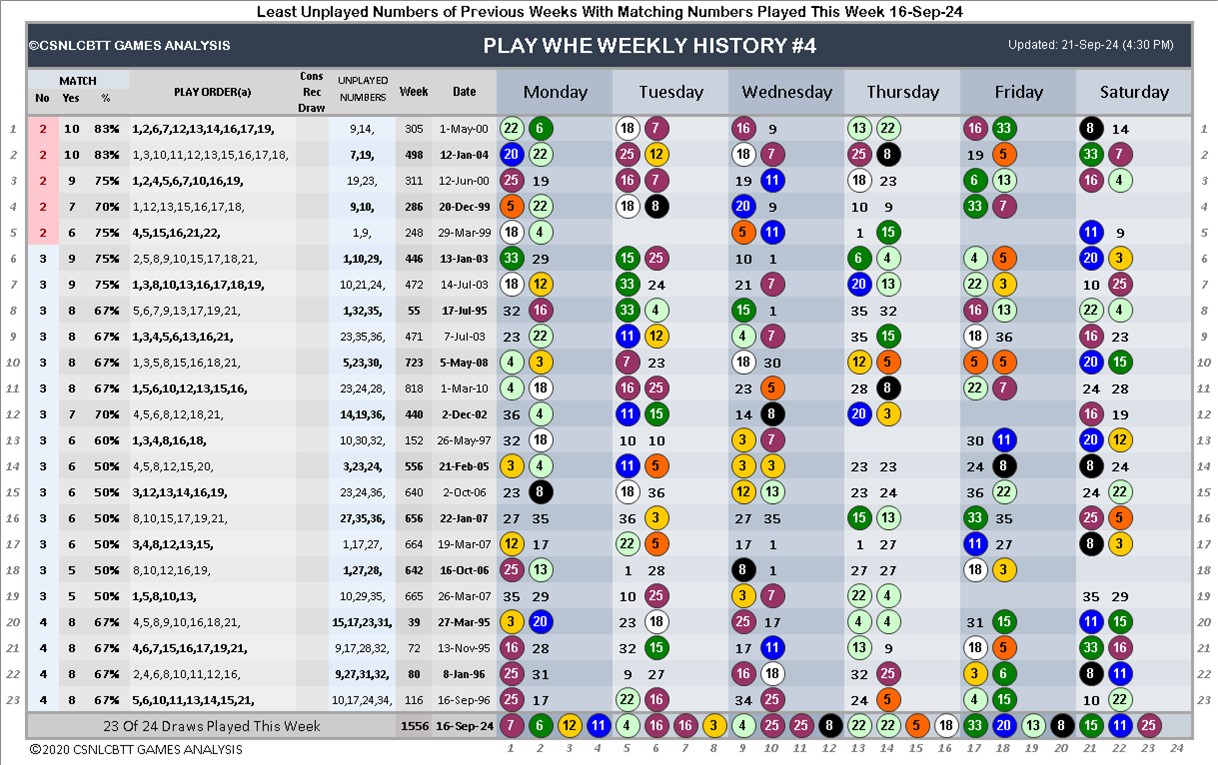 Least Unplayed Numbers of Previous Weeks With Matching Numbers Played This Week 16-Sep-24
©CSNLCBTT GAMES ANALYSIS PLAY WHE WEEKLY HISTORY #4 Updated: 21-Sep-24 (4:30 PM)
MATCH
No Yes % PLAY ORDER(a) Cons Rec Draw UNPLAYED NUMBERS Week Date Monday Tuesday Wednesday Thursday Friday Saturday
1 2 10 83% 1,2,6,7,12,13,14,16,17,19, 9,14, 305 1-May-00 22 6 18 7 16 9 13 22 17 33 8 14 1
2 2 10 83% 1,3,10,11,12,13,15,16,17,18, 7,19, 498 12-Jan-04 20 22 25 12 18 7 25 8 19 5 33 7 2
3 2 9 75% 1,2,4,5,6,7,10,16,19, 19,23, 311 12-Jun-00 25 19 16 7 19 11 18 23 6 13 16 4 3
4 2 7 70% 1,12,13,15,16,17,18, 9,10, 286 20-Dec-99 5 22 18 8 20 9 10 9 33 7 4
5 2 6 75% 4,5,15,16,21,22, 1,9, 248 29-Mar-99 18 4 5 11 1 15 11 9 5
6 3 9 75% 2,5,8,9,10,15,17,18,21, 1,10,29, 446 13-Jan-03 33 29 15 25 10 1 6 4 4 5 20 3 6
7 3 9 75% 1,3,8,10,13,16,17,18,19, 10,21,24, 472 14-Jul-03 18 12 33 24 21 7 20 13 22 3 10 25 7
8 3 8 67% 5,6,7,9,13,17,19,21, 1,32,35, 55 17-Jul-95 32 16 33 4 15 1 35 32 16 13 22 4 8
9 3 8 67% 1,3,4,5,6,13,16,21, 23,35,36, 471 7-Jul-03 23 22 11 12 4 7 35 15 18 36 16 23 9
10 3 8 67% 1,3,5,8,15,16,18,21, 5,23,30, 723 5-May-08 4 3 7 23 18 30 12 5 5 5 20 15 10
11 3 8 67% 1,5,6,10,12,13,15,16, 23,24,28, 818 1-Mar-10 4 18 16 25 23 5 28 8 22 7 24 28 11
12 3 7 70% 4,5,6,8,12,18,21, 14,19,36, 440 2-Dec-02 36 4 11 15 14 8 20 3 16 19 12
13 3 6 60% 1,3,4,8,16,18, 10,30,32, 152 26-May-97 32 18 10 10 3 7 30 11 20 12 13
14 3 6 50% 4,5,8,12,15,20, 3,23,24, 556 21-Feb-05 3 4 11 5 3 3 23 23 24 8 8 24 14
15 3 6 50% 3,12,13,14,16,19, 23,24,36, 640 2-Oct-06 23 8 18 36 12 13 23 24 36 22 24 22 15
16 3 6 50% 8,10,15,17,19,21, 27,35,36, 656 22-Jan-07 27 35 36 3 27 35 15 13 33 35 25 5 16
17 3 6 50% 3,4,8,12,13,15, 1,17,27, 664 19-Mar-07 12 17 22 5 17 1 1 27 11 27 8 3 17
18 3 5 50% 8,10,12,16,19, 1,27,28, 642 16-Oct-06 25 13 1 28 8 1 27 27 18 3 18
19 3 5 50% 1,5,8,10,13, 10,29,35, 665 26-Mar-07 35 29 10 25 3 7 22 4 35 29 19
20 4 8 67% 4,5,8,9,10,16,18,21, 15,17,23,31, 39 27-Mar-95 3 20 23 18 25 17 4 4 31 15 11 15 20
21 4 8 67% 4,6,7,15,16,17,19,21, 9,17,28,32, 72 13-Nov-95 16 28 32 15 17 11 13 9 18 5 33 16 21
22 4 8 67% 2,4,6,8,10,11,12,16, 9,27,31,32, 80 8-Jan-96 25 31 9 27 16 18 32 25 3 6 8 11 22
23 4 8 67% 5,6,10,11,13,14,15,21, 10,17,24,34, 116 16-Sep-96 25 17 22 16 34 25 24 5 4 15 10 22 23
23 Of 24 Draws Played This Week 1556 16-Sep-24 7 6 12 11 4 16 16 3 4 25 25 8 22 22 5 18 33 20 13 8 15 11 25
©2020 CSNLCBTT GAMES ANALYSIS 1 2 3 4 5 6 7 8 9 10 11 12 13 14 15 16 17 18 19 20 21 22 23 24